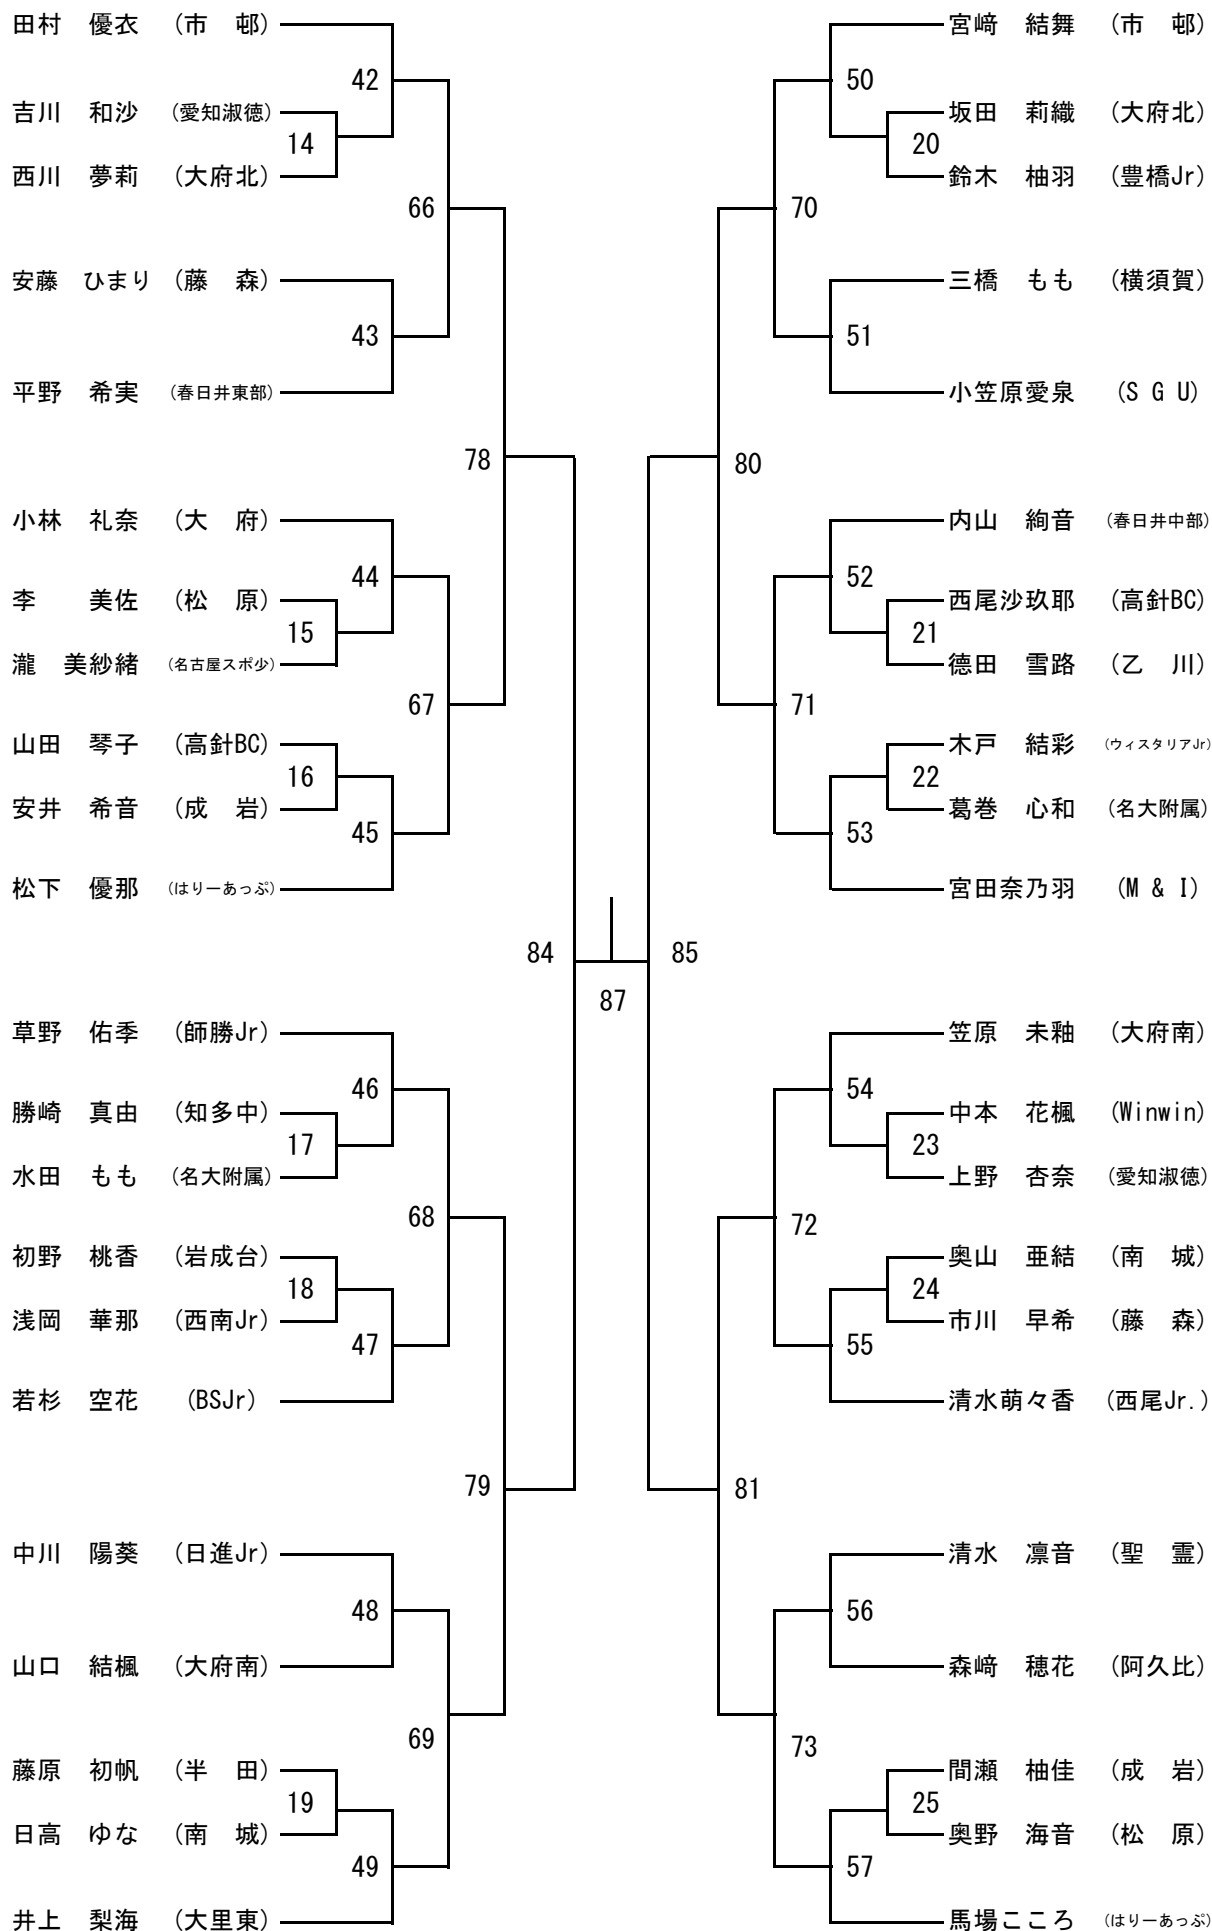 田村　優衣　（市　邨）
42
吉川　和沙　（愛知淑徳）
14
西川　夢莉　（大府北）
66
安藤　ひまり　（藤　森）
43
平野　希実　（春日井東部）
78
小林　礼奈　（大　府）
44
李　　美佐　（松　原）
15
瀧　美紗緒　（名古屋スポ少）
67
山田　琴子　（高針BC）
16
安井　希音　（成　岩）
45
松下　優那　（はりーあっぷ）
84
草野　佑季　（師勝Jr）
46
勝崎　真由　（知多中）
17
水田　もも　（名大附属）
68
初野　桃香　（岩成台）
18
浅岡　華那　（西南Jr）
47
若杉　空花　（BSJr）
79
中川　陽葵　（日進Jr）
48
山口　結楓　（大府南）
69
藤原　初帆　（半　田）
19
日高　ゆな　（南　城）
49
井上　梨海　（大里東）
87
宮﨑　結舞　（市　邨）
50
坂田　莉織　（大府北）
20
鈴木　柚羽　（豊橋Jr）
70
三橋　もも　（横須賀）
51
小笠原愛泉　（S G U）
80
内山　絢音　（春日井中部）
52
西尾沙玖耶　（高針BC）
21
德田　雪路　（乙　川）
71
木戸　結彩　（ウィスタリアJr）
22
葛巻　心和　（名大附属）
53
宮田奈乃羽　（M & I）
85
笠原　未釉　（大府南）
54
中本　花楓　（Winwin）
23
上野　杏奈　（愛知淑徳）
72
奥山　亜結　（南　城）
24
市川　早希　（藤　森）
55
清水萌々香　（西尾Jr.）
81
清水　凛音　（聖　霊）
56
森﨑　穂花　（阿久比）
73
間瀬　柚佳　（成　岩）
25
奥野　海音　（松　原）
57
馬場こころ　（はりーあっぷ）